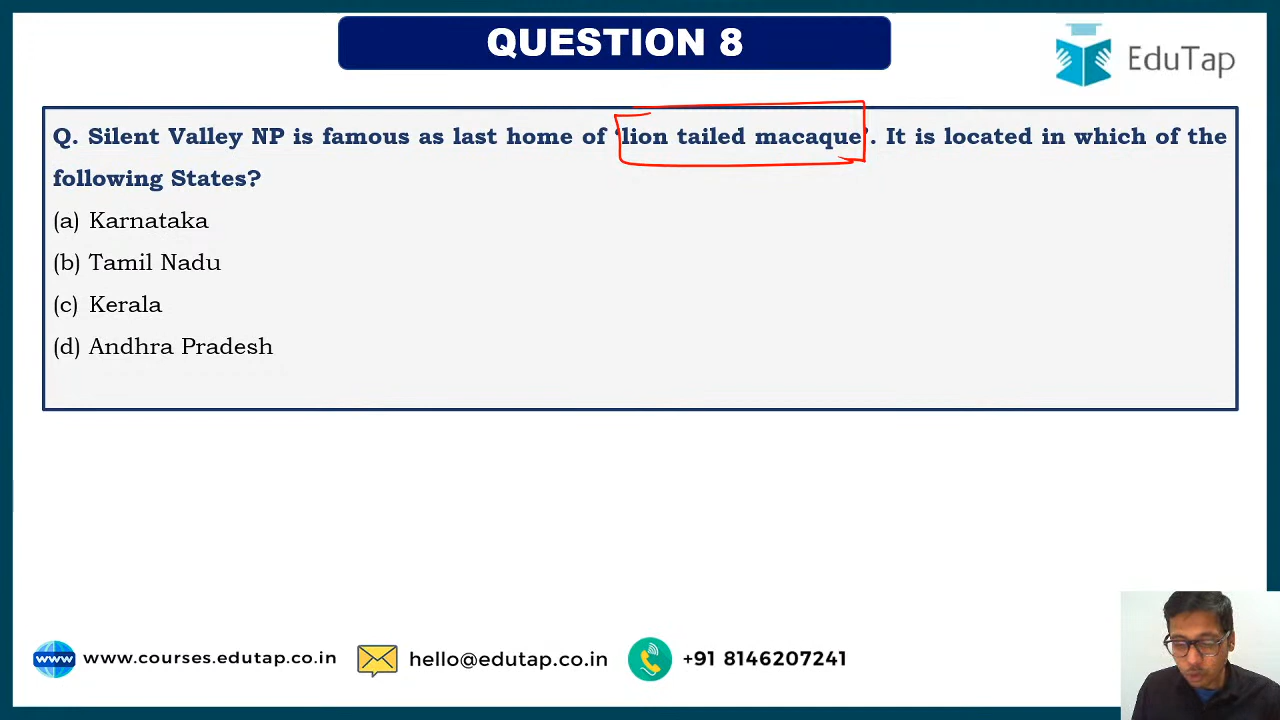 QUESTION 8
EduTap
Q. Silent Valley NP is famous as last home of ‘lion tailed macaque’. It is located in which of the
following States?
(a) Karnataka
(b) Tamil Nadu
(c) Kerala
(d) Andhra Pradesh
www www.courses.edutap.co.in hello@edutap.co.in +91 8146207241